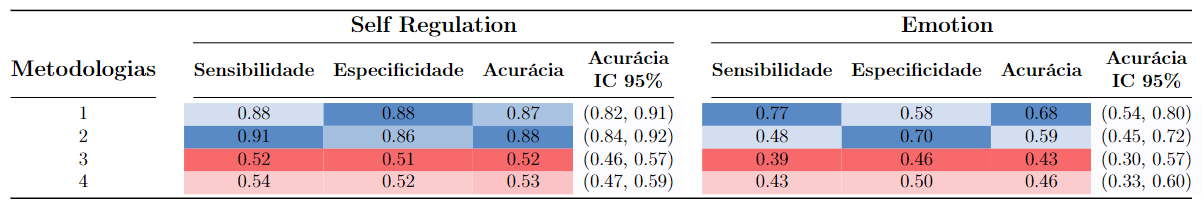 Self Regulation Emotion
Metodologias Sensibilidade Especificidade Acurácia Acurácia IC 95% Sensibilidade Especificidade Acurácia Acurácia IC 95%
1 0.88 0.88 0.87 (0.82, 0.91) 0.77 0.58 0.68 (0.54, 0.80)
2 0.91 0.86 0.88 (0.84, 0.92) 0.48 0.70 0.59 (0.45, 0.72)
3 0.52 0.51 0.52 (0.46, 0.57) 0.39 0.46 0.43 (0.30, 0.57)
4 0.54 0.52 0.53 (0.47, 0.59) 0.43 0.50 0.46 (0.33, 0.60)